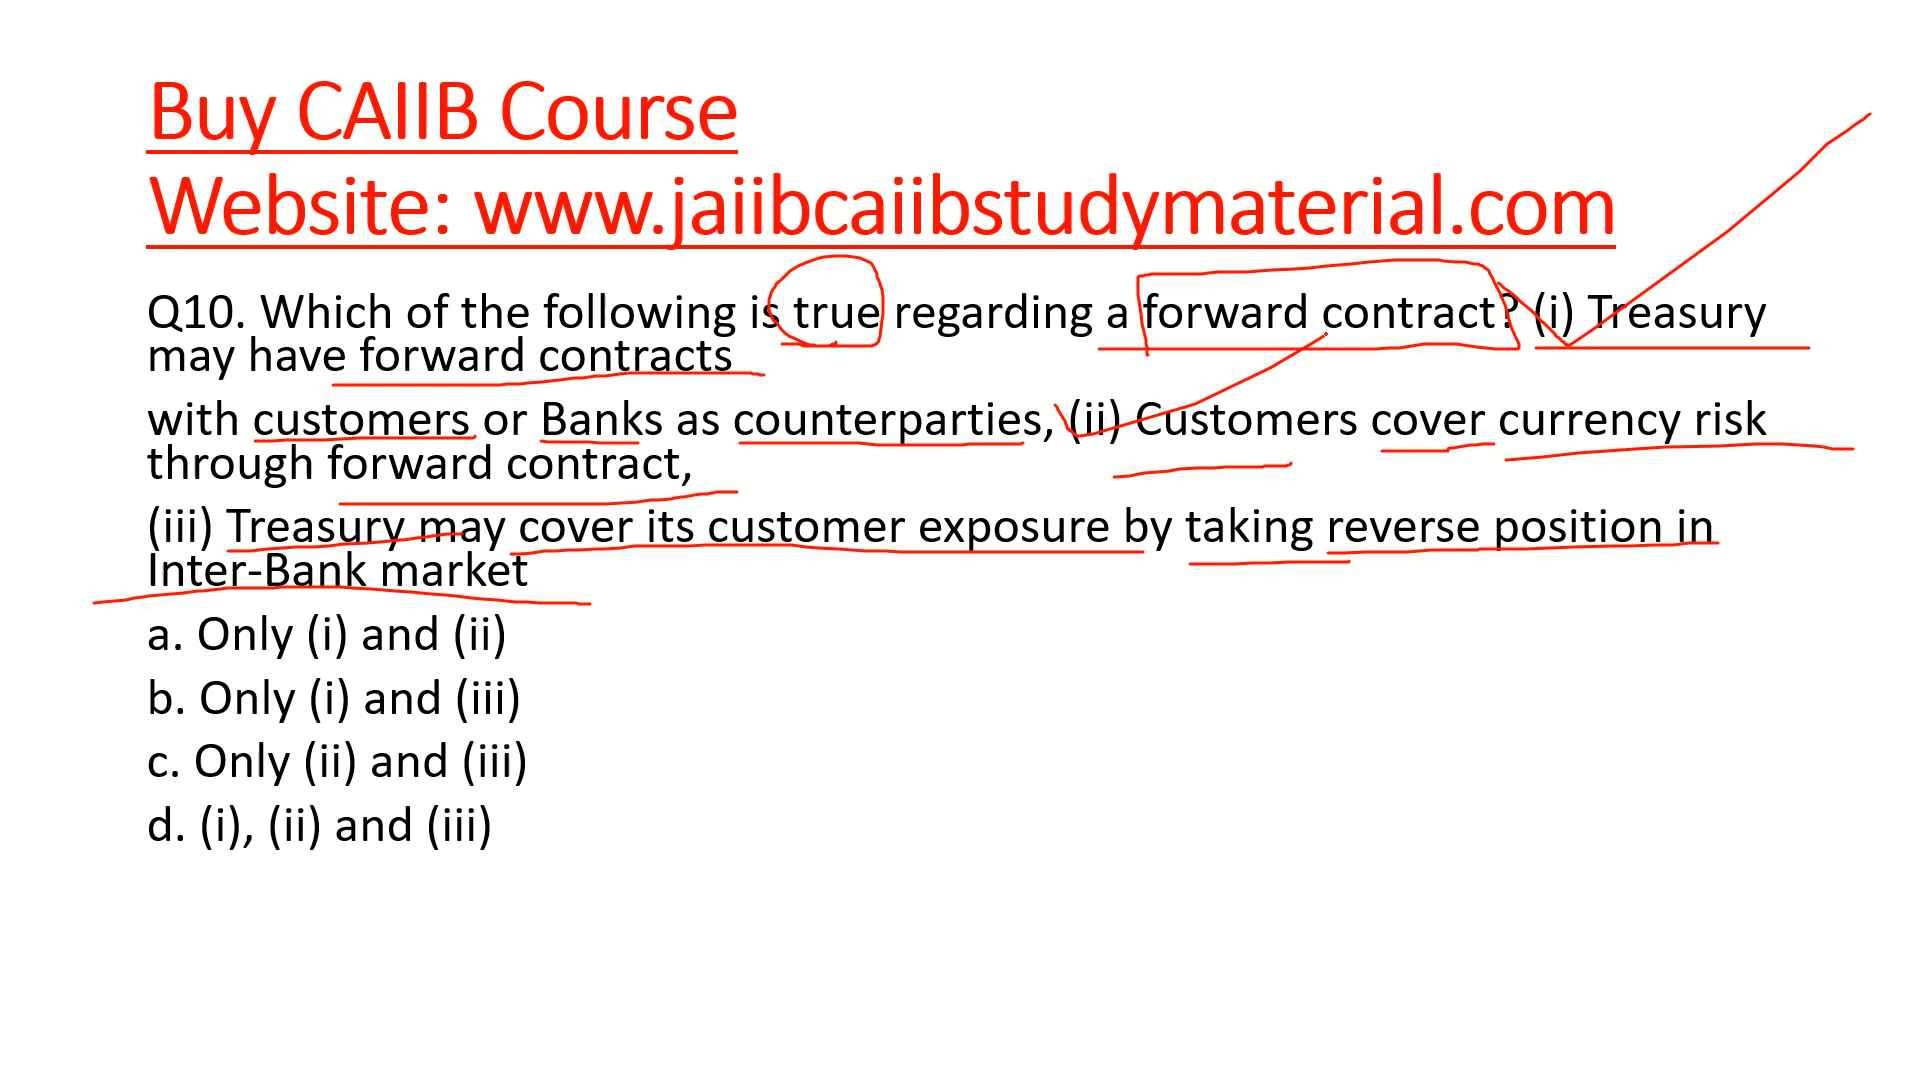 Buy CAIIB Course
Website: www.jaiibcaiibstudymaterial.com
Q10. Which of the following is true regarding a forward contract? (i) Treasury
may have forward contracts
with customers or Banks as counterparties, (ii) Customers cover currency risk
through forward contract,
(iii) Treasury may cover its customer exposure by taking reverse position in
Inter-Bank market
a. Only (i) and (ii)
b. Only (i) and (iii)
c. Only (ii) and (iii)
d. (i), (ii) and (iii)